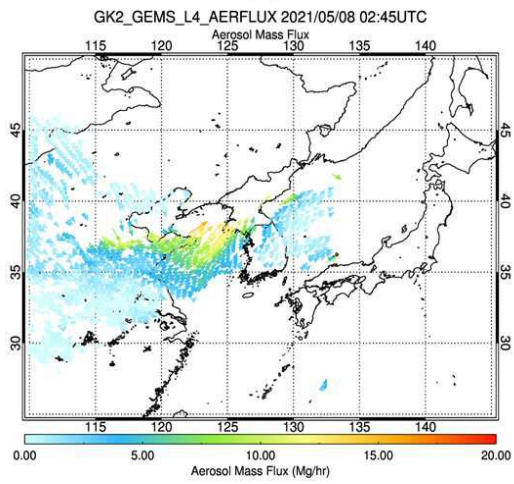 GK2_GEMS_L4_AERFLUX 2021/05/08 02:45UTC
Aerosol Mass Flux
115 120 125 130 135 140
45 45
40 40
35 35
30 30
115 120 125 130 135 140
0.00 5.00 10.00 15.00 20.00
Aerosol Mass Flux (Mg/hr)